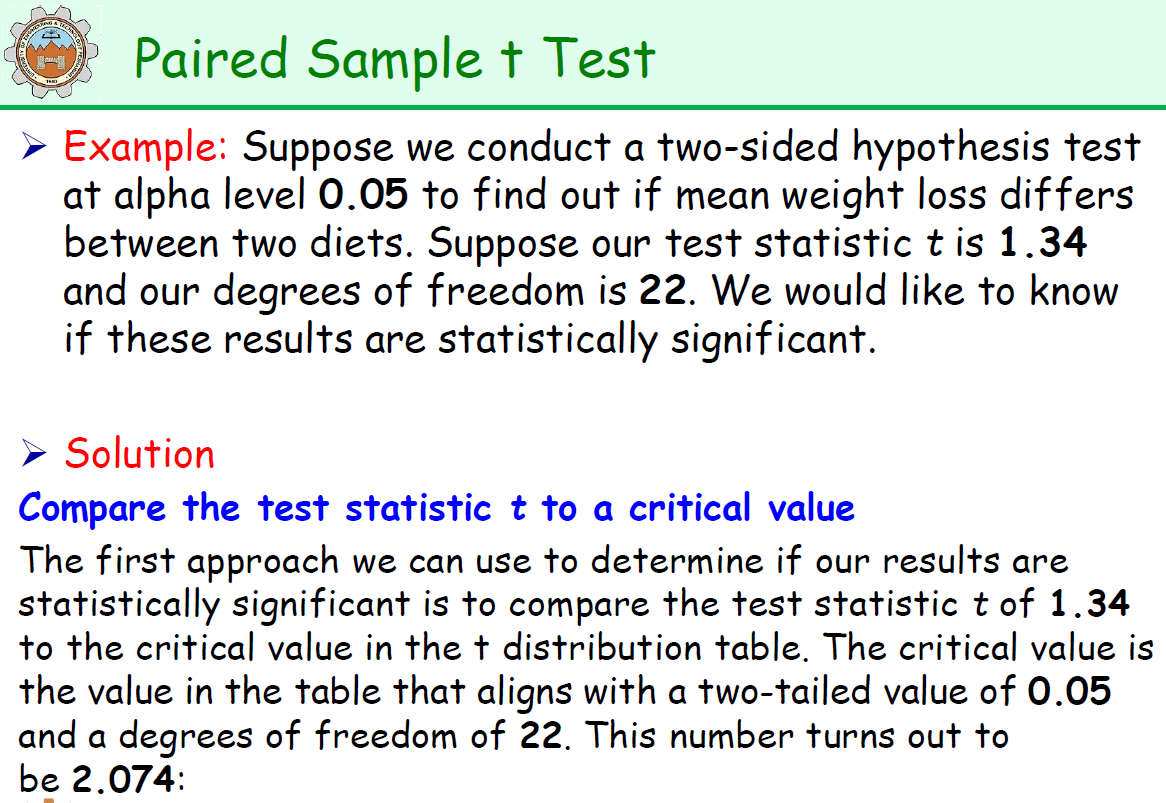 Paired Sample t Test
Example: Suppose we conduct a two-sided hypothesis test
at alpha level 0.05 to find out if mean weight loss differs
between two diets. Suppose our test statistic t is 1.34
and our degrees of freedom is 22. We would like to know
if these results are statistically significant.
Solution
Compare the test statistic t to a critical value
The first approach we can use to determine if our results are
statistically significant is to compare the test statistic t of 1.34
to the critical value in the t distribution table. The critical value is
the value in the table that aligns with a two-tailed value of 0.05
and a degrees of freedom of 22. This number turns out to
be 2.074: